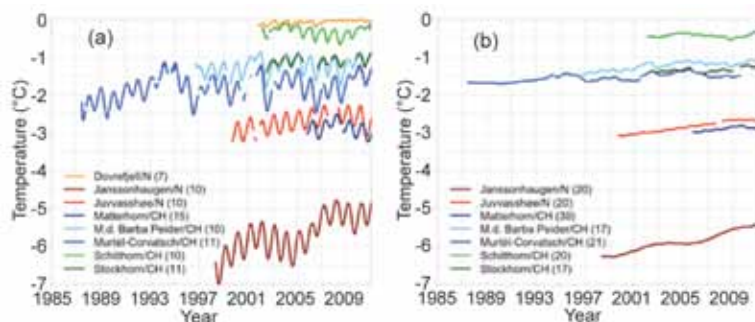 (a)
Temperature (°C)
0
-1
-2
-3
-4
-5
-6
-7
Dovrefjell/N (7)
Janssonhaugen/N (10)
Juvvasshøe/N (10)
Matterhorn/CH (15)
M.d. Barba Peider/CH (10)
Murtèl-Corvatsch/CH (11)
Schilthorn/CH (10)
Stockhorn/CH (11)
1985 1989 1993 1997 2001 2005 2009
Year
(b)
Temperature (°C)
0
-1
-2
-3
-4
-5
-6
-7
Janssonhaugen/N (20)
Juvvasshøe/N (20)
Matterhorn/CH (30)
M.d. Barba Peider/CH (17)
Murtèl-Corvatsch/CH (21)
Schilthorn/CH (20)
Stockhorn/CH (17)
1985 1989 1993 1997 2001 2005 2009
Year